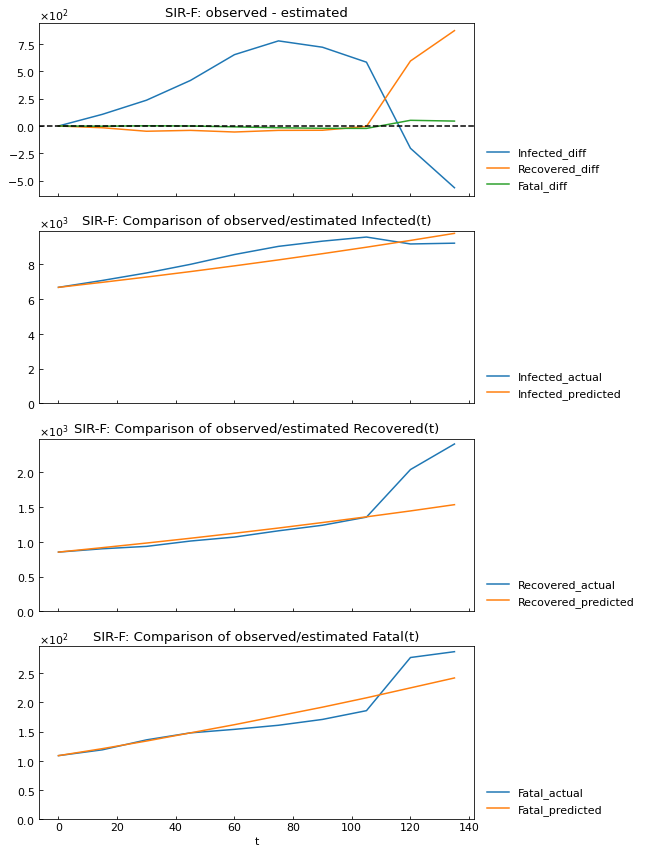 SIR-F: observed - estimated
×10²
7.5
5.0
2.5
0.0
−2.5
−5.0
Infected_diff
Recovered_diff
Fatal_diff
SIR-F: Comparison of observed/estimated Infected(t)
×10³
8
6
4
2
0
Infected_actual
Infected_predicted
SIR-F: Comparison of observed/estimated Recovered(t)
×10³
2.0
1.5
1.0
0.5
0.0
Recovered_actual
Recovered_predicted
SIR-F: Comparison of observed/estimated Fatal(t)
×10²
2.5
2.0
1.5
1.0
0.5
0.0
Fatal_actual
Fatal_predicted
0 20 40 60 80 100 120 140
t